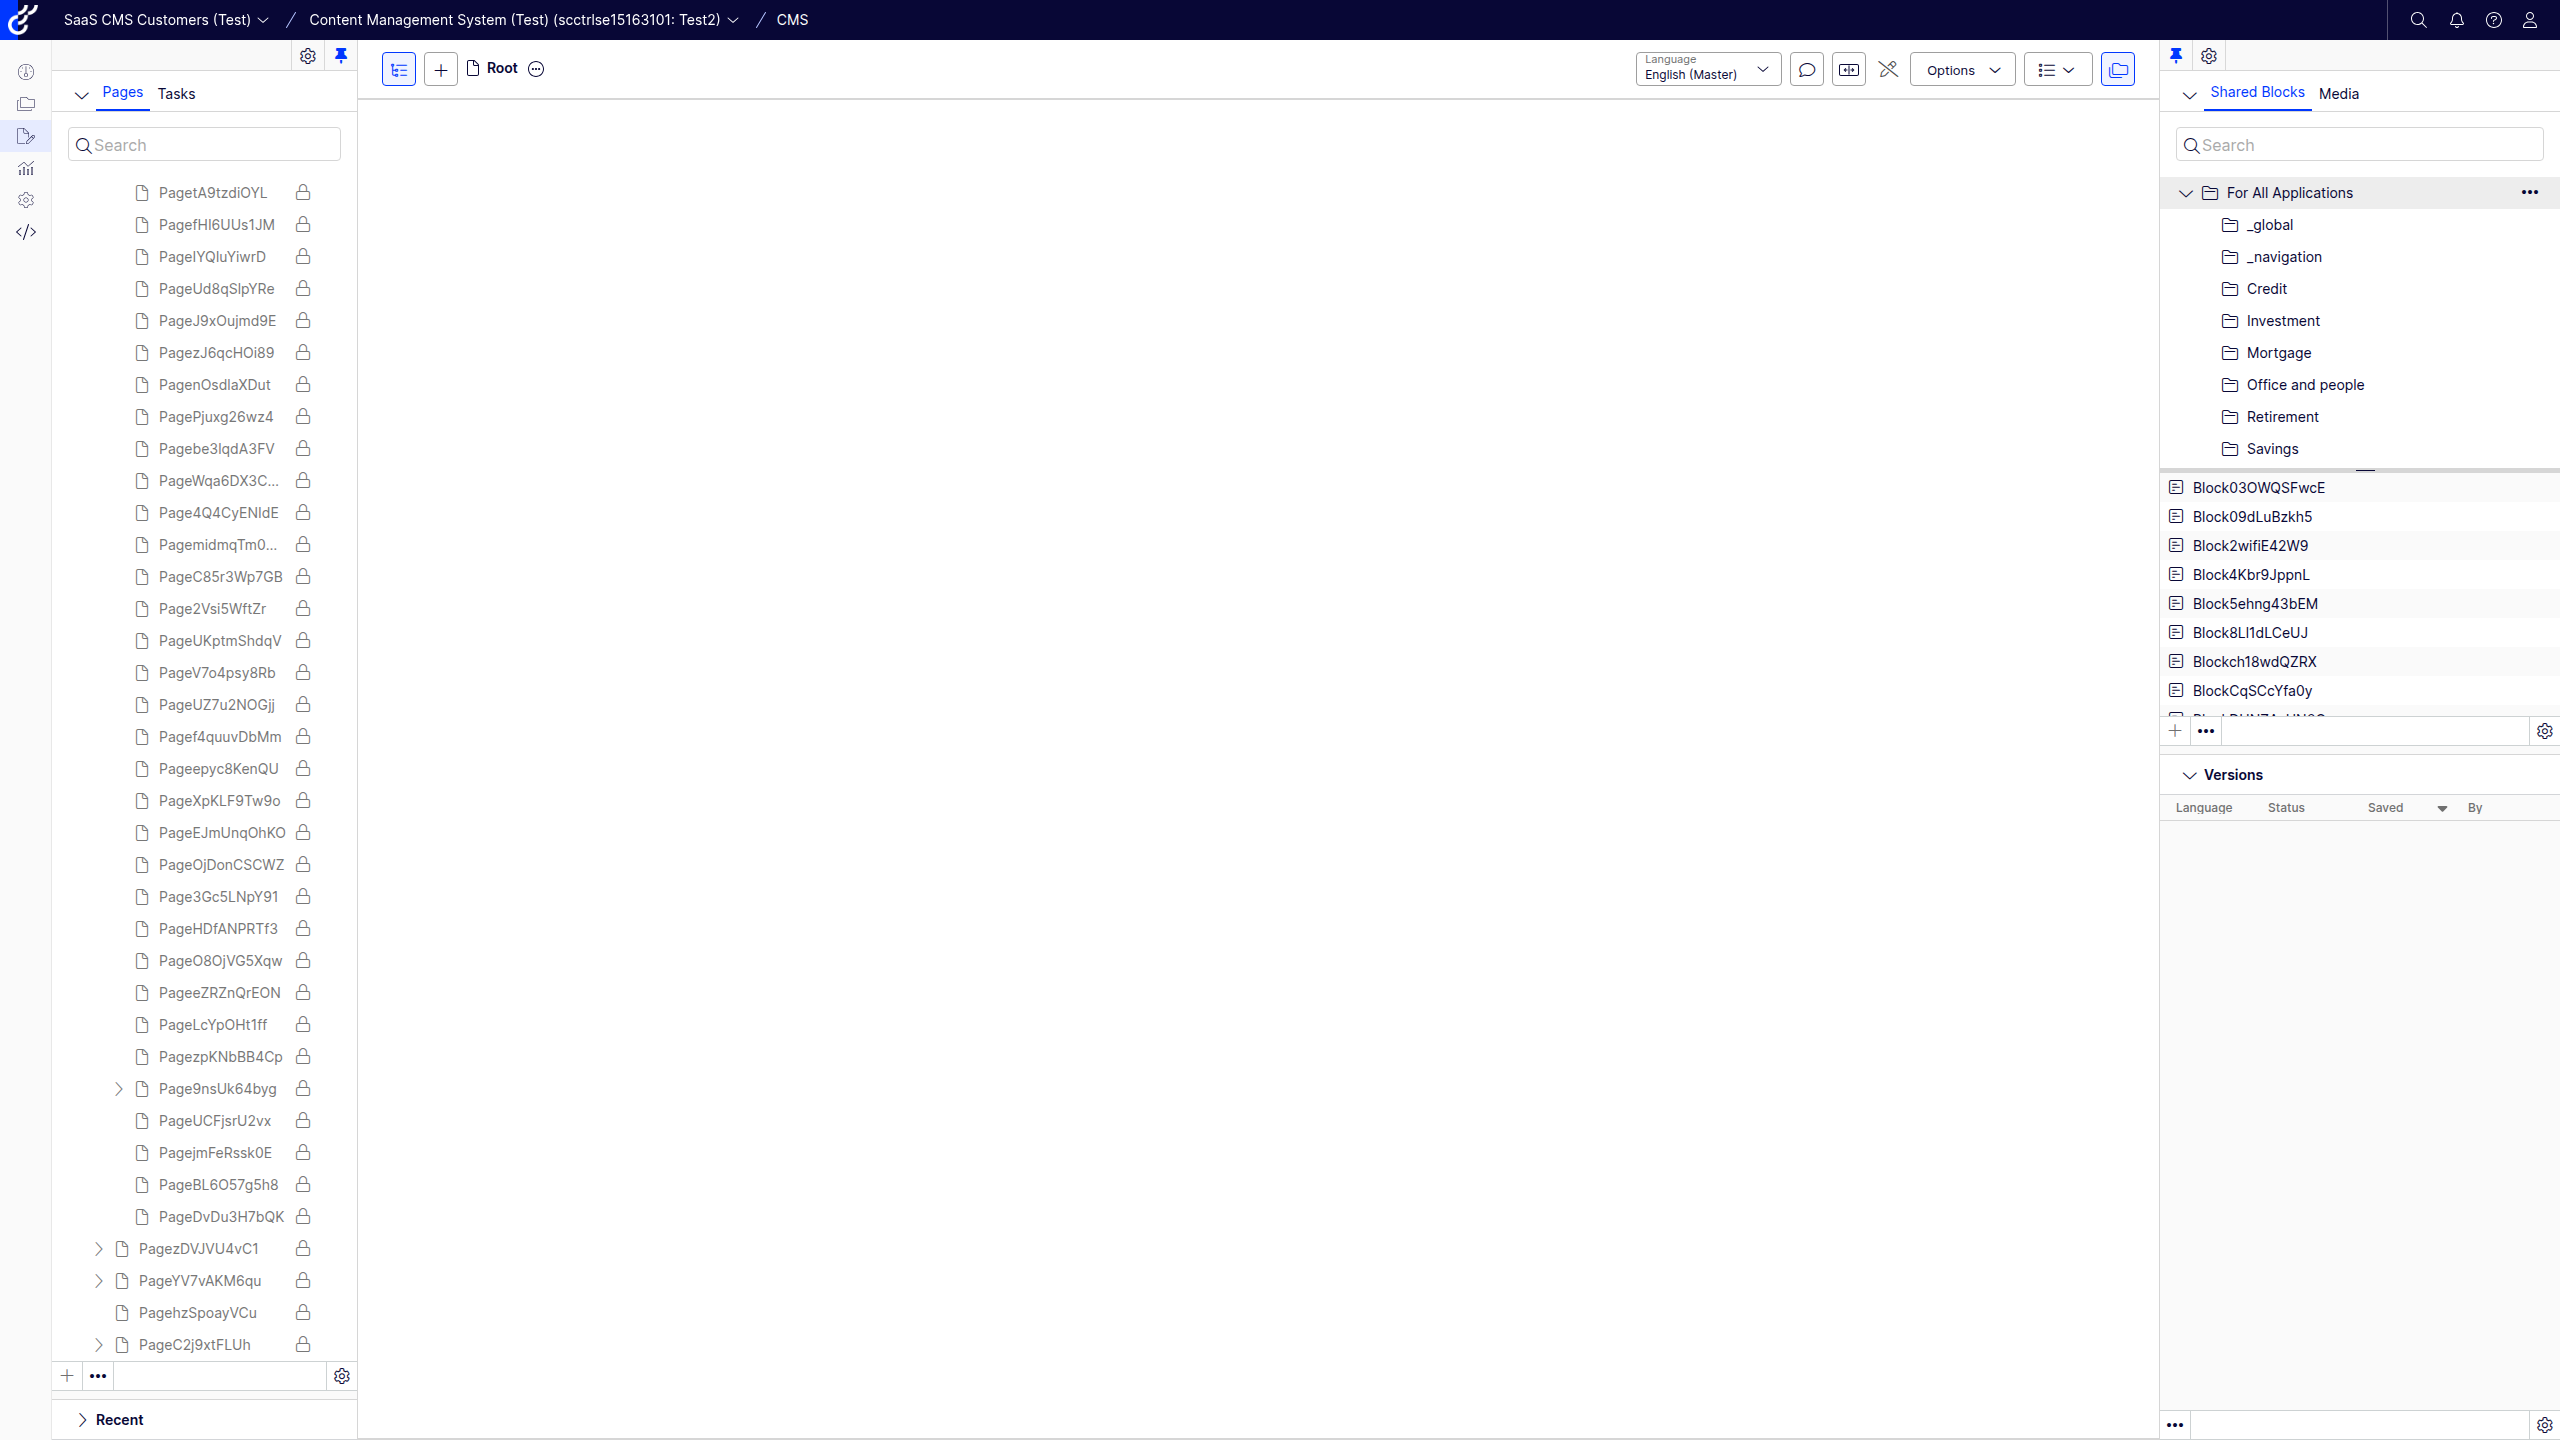 SaaS CMS Customers (Test) / Content Management System (Test) (scctrlse15163101: Test2) / CMS
Pages Tasks
Search
PagetA9tzdiOYL
PagefHI6UUs1JM
PageIYQluYiwrD
PageUd8qSlpYRe
PageJ9xOujmd9E
PagezJ6qcHOi89
PagenOsdlaXDut
PagePjuxg26wz4
Pagebe3lqdA3FV
PageWqa6DX3C...
Page4Q4CyENIdE
PagemidmqTm0...
PageC85r3Wp7GB
Page2Vsi5WftZr
PageUKptmShdqV
PageV7o4psy8Rb
PageUZ7u2NOGjj
Pagef4quuvDbMm
Pageepyc8KenQU
PageXpKLF9Tw9o
PageEJmUnqOhKO
PageOjDonCSCWZ
Page3Gc5LNpY91
PageHDfANPRTf3
PageO8OjVG5Xqw
PageeZRZnQrEON
PageLcYpOHt1ff
PagezpKNbBB4Cp
Page9nsUk64byg
PageUCFjsrU2vx
PagejmFeRssk0E
PageBL6O57g5h8
PageDvDu3H7bQK
PagezDVJVU4vC1
PageYV7vAKM6qu
PagehzSpoayVCu
PageC2j9xtFLUh
Recent
Root
Language
English (Master)
Options
Shared Blocks Media
Search
For All Applications
_global
_navigation
Credit
Investment
Mortgage
Office and people
Retirement
Savings
Block03OWQSFwcE
Block09dLuBzkh5
Block2wifiE42W9
Block4Kbr9JppnL
Block5ehng43bEM
Block8Ll1dLCeUJ
Blockch18wdQZRX
BlockCqSCcYfa0y
Versions
Language Status Saved By